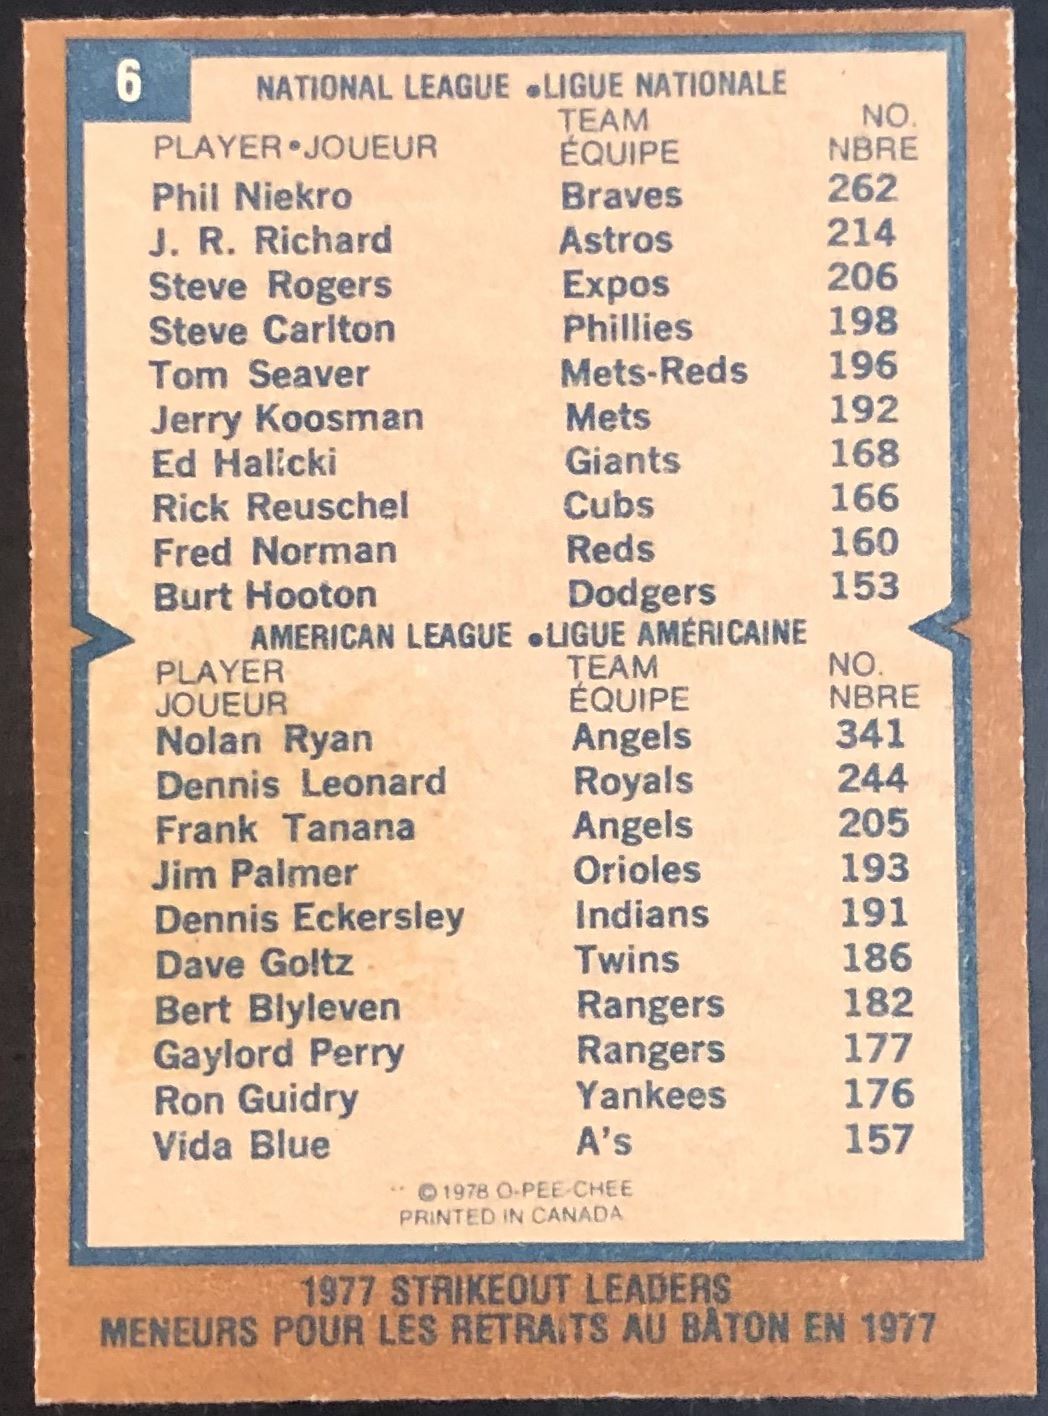 6
NATIONAL LEAGUE •LIGUE NATIONALE
PLAYER•JOUEUR TEAM ÉQUIPE NO. NBRE
Phil Niekro Braves 262
J. R. Richard Astros 214
Steve Rogers Expos 206
Steve Carlton Phillies 198
Tom Seaver Mets-Reds 196
Jerry Koosman Mets 192
Ed Halicki Giants 168
Rick Reuschel Cubs 166
Fred Norman Reds 160
Burt Hooton Dodgers 153
AMERICAN LEAGUE •LIGUE AMÉRICAINE
PLAYER TEAM NO.
JOUEUR ÉQUIPE NBRE
Nolan Ryan Angels 341
Dennis Leonard Royals 244
Frank Tanana Angels 205
Jim Palmer Orioles 193
Dennis Eckersley Indians 191
Dave Goltz Twins 186
Bert Blyleven Rangers 182
Gaylord Perry Rangers 177
Ron Guidry Yankees 176
Vida Blue A's 157
©1978 O-PEE-CHEE
PRINTED IN CANADA
1977 STRIKEOUT LEADERS
MENEURS POUR LES RETRAITS AU BÂTON EN 1977